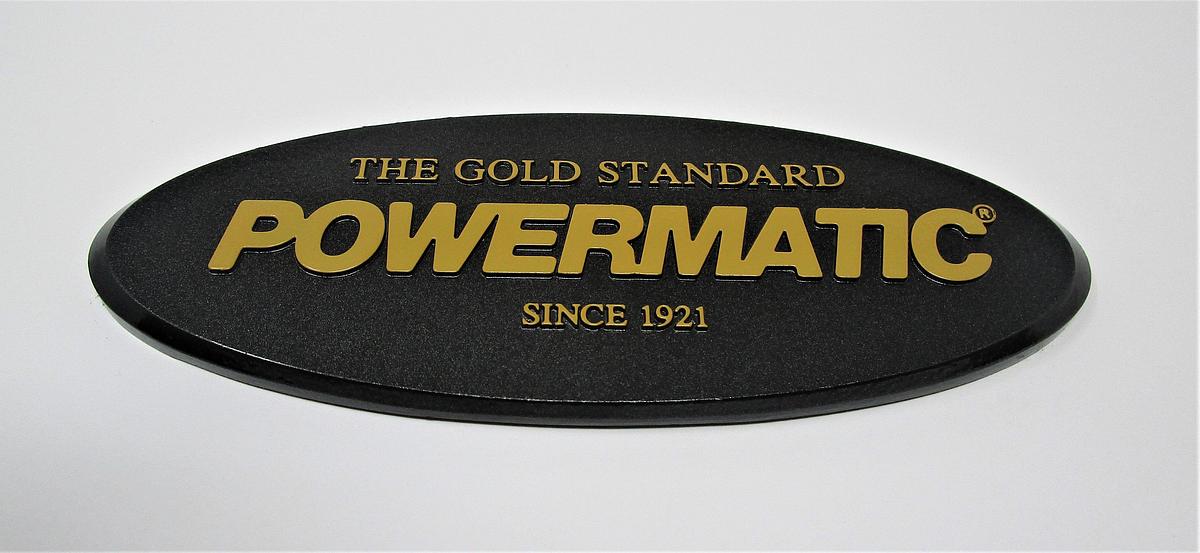 THE GOLD STANDARD
POWERMATIC®
SINCE 1921